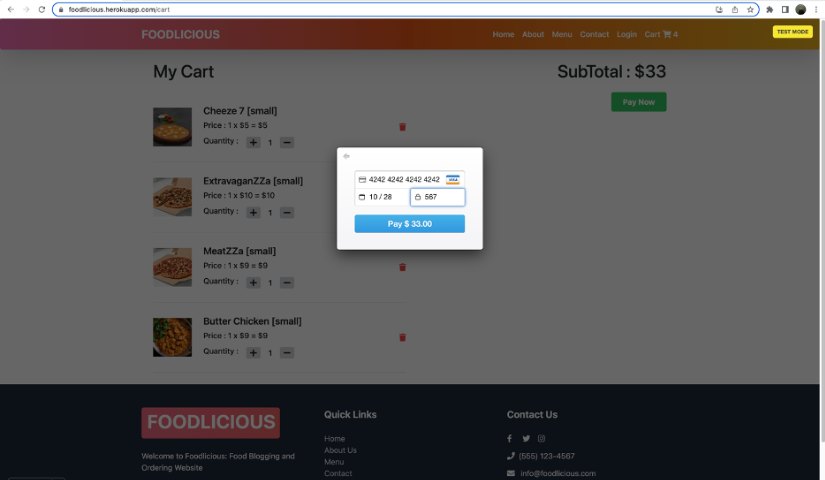 foodlicious.herokuapp.com/cart
FOODLICIOUS
Home About Menu Contact Login Cart 4
TEST MODE
My Cart
SubTotal : $33
Pay Now
Cheeze 7 [small]
Price : 1 x $5 = $5
Quantity : + 1 −
ExtravaganZZa [small]
Price : 1 x $10 = $10
Quantity : + 1 −
MeatZZa [small]
Price : 1 x $9 = $9
Quantity : + 1 −
Butter Chicken [small]
Price : 1 x $9 = $9
Quantity : + 1 −
4242 4242 4242 4242 VISA
10 / 28 567
Pay $ 33.00
FOODLICIOUS
Welcome to Foodlicious: Food Blogging and
Ordering Website
Quick Links
Home
About Us
Menu
Contact
Contact Us
(555) 123-4567
info@foodlicious.com